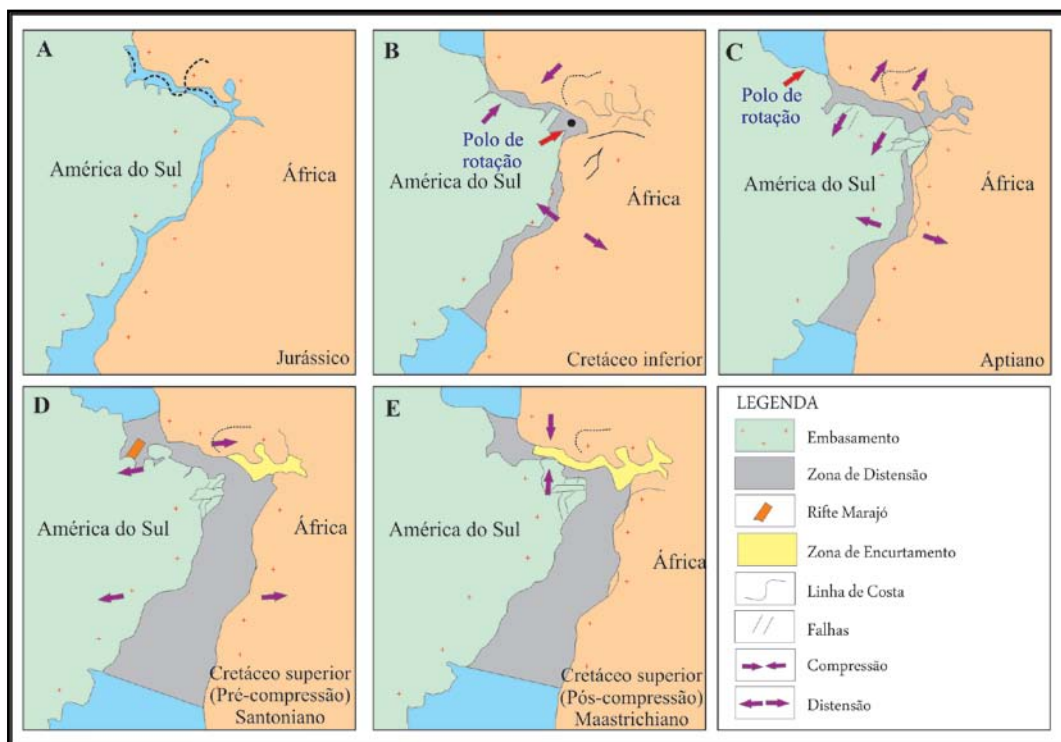 A
América do Sul
África
Jurássico
B
Polo de
rotação
América do Sul
África
Cretáceo inferior
C
Polo de
rotação
América do Sul
África
Aptiano
D
América do Sul
África
Cretáceo superior
(Pré-compressão)
Santoniano
E
América do Sul
África
Cretáceo superior
(Pós-compressão)
Maastrichiano
LEGENDA
Embasamento
Zona de Distensão
Rifte Marajó
Zona de Encurtamento
Linha de Costa
Falhas
Compressão
Distensão